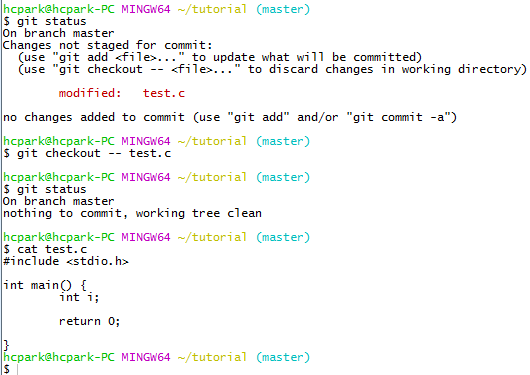 hcpark@hcpark-PC MINGW64 ~/tutorial (master)
$ git status
On branch master
Changes not staged for commit:
  (use "git add <file>..." to update what will be committed)
  (use "git checkout -- <file>..." to discard changes in working directory)

        modified:   test.c

no changes added to commit (use "git add" and/or "git commit -a")

hcpark@hcpark-PC MINGW64 ~/tutorial (master)
$ git checkout -- test.c

hcpark@hcpark-PC MINGW64 ~/tutorial (master)
$ git status
On branch master
nothing to commit, working tree clean

hcpark@hcpark-PC MINGW64 ~/tutorial (master)
$ cat test.c
#include <stdio.h>

int main() {
        int i;

        return 0;

}
hcpark@hcpark-PC MINGW64 ~/tutorial (master)
$